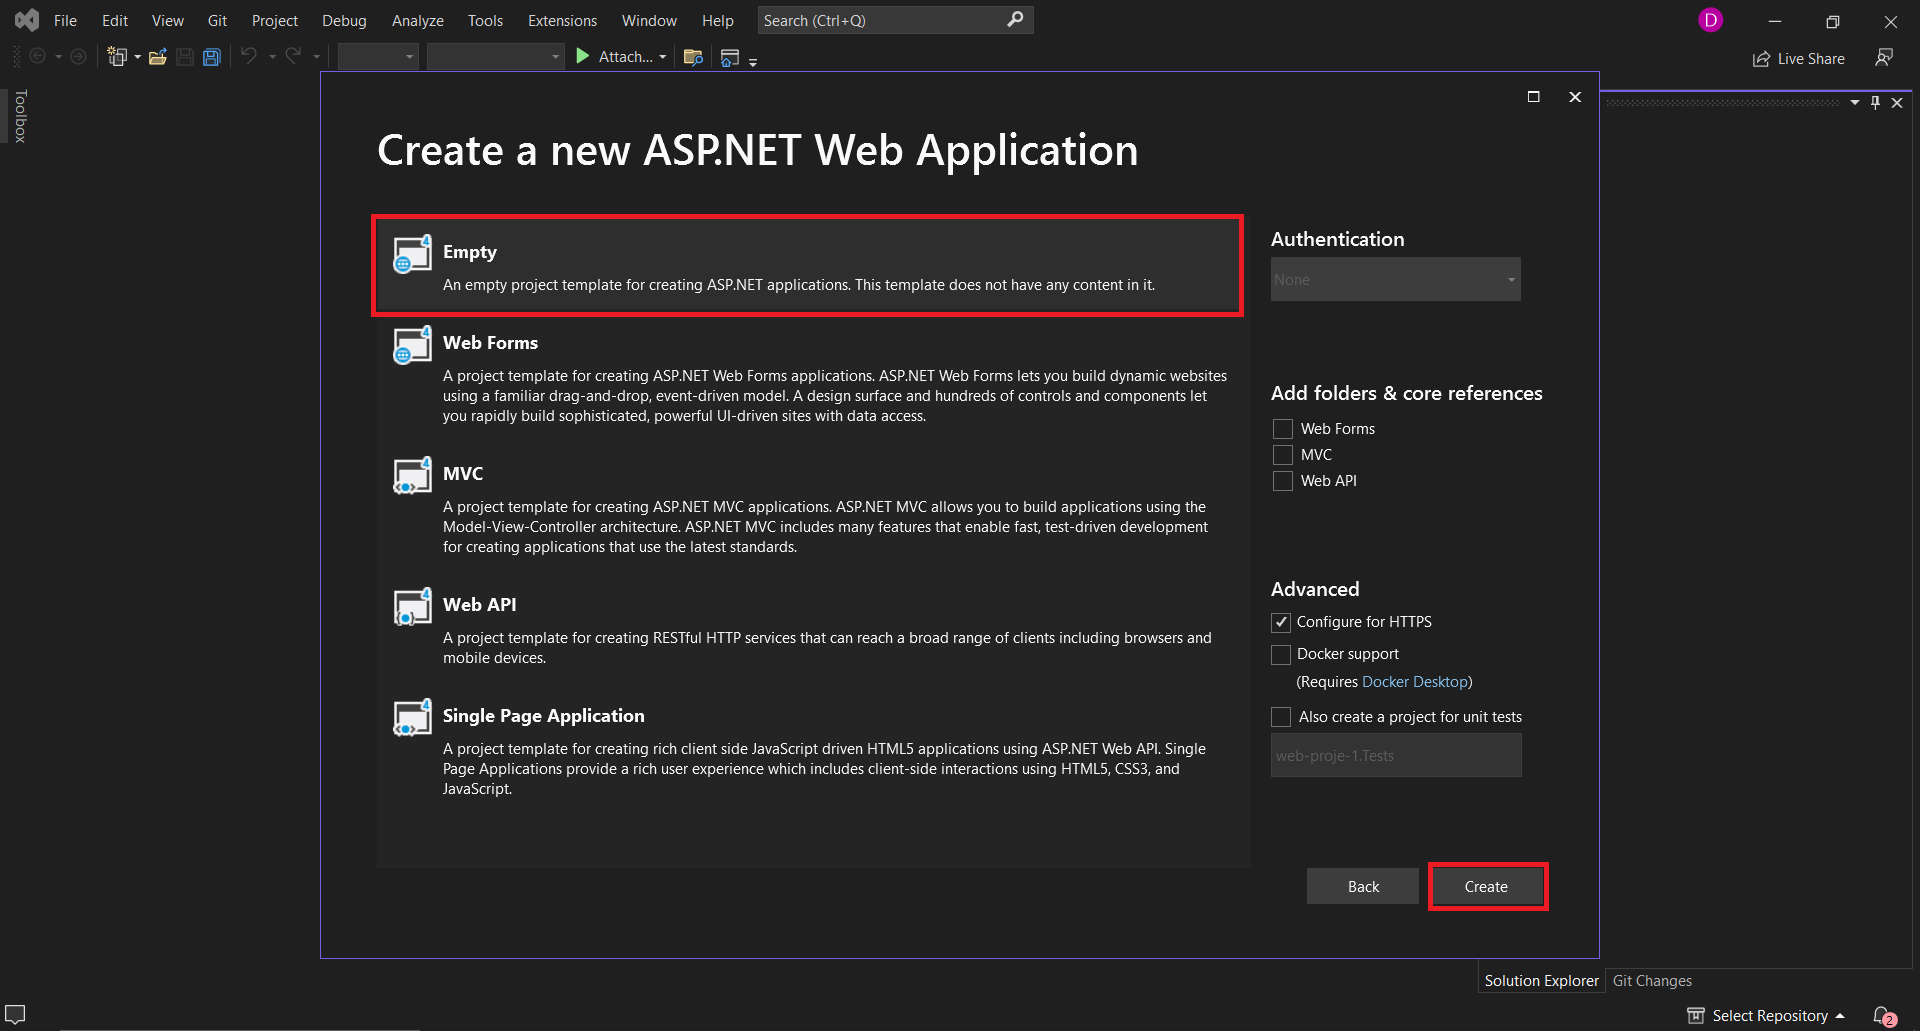 File Edit View Git Project Debug Analyze Tools Extensions Window Help Search (Ctrl+Q) D
Attach... Live Share
Toolbox
Create a new ASP.NET Web Application
Empty
An empty project template for creating ASP.NET applications. This template does not have any content in it.
Web Forms
A project template for creating ASP.NET Web Forms applications. ASP.NET Web Forms lets you build dynamic websites
using a familiar drag-and-drop, event-driven model. A design surface and hundreds of controls and components let
you rapidly build sophisticated, powerful UI-driven sites with data access.
MVC
A project template for creating ASP.NET MVC applications. ASP.NET MVC allows you to build applications using the
Model-View-Controller architecture. ASP.NET MVC includes many features that enable fast, test-driven development
for creating applications that use the latest standards.
Web API
A project template for creating RESTful HTTP services that can reach a broad range of clients including browsers and
mobile devices.
Single Page Application
A project template for creating rich client side JavaScript driven HTML5 applications using ASP.NET Web API. Single
Page Applications provide a rich user experience which includes client-side interactions using HTML5, CSS3, and
JavaScript.
Authentication
None
Add folders & core references
Web Forms
MVC
Web API
Advanced
Configure for HTTPS
Docker support
(Requires Docker Desktop)
Also create a project for unit tests
web-proje-1.Tests
Back Create
Solution Explorer Git Changes
Select Repository 2